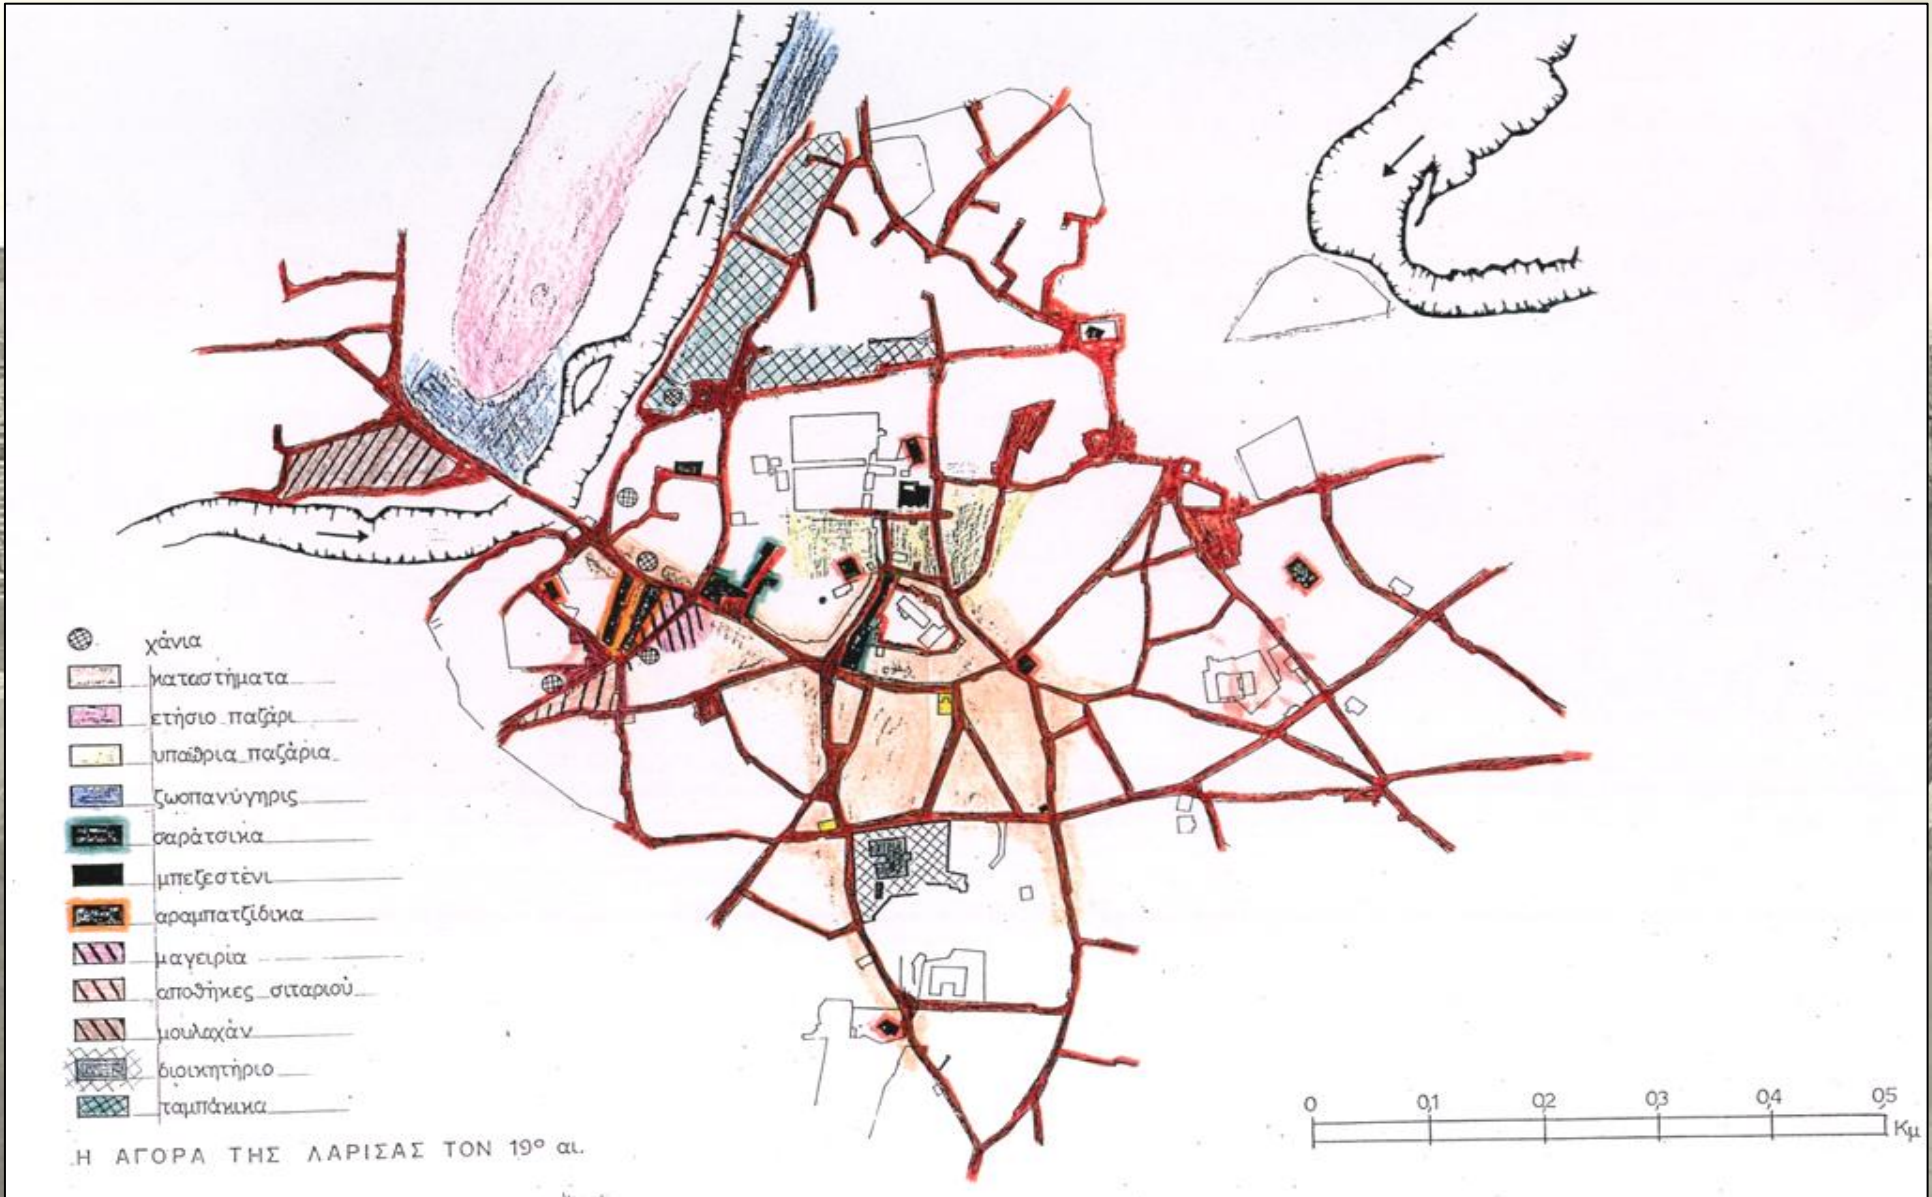 χάνια
καταστήματα
ετήσιο παζάρι
υπαίθρια παζάρια
ζωοπανύγηρις
σαράτσικα
μπεζεστένι
αραμπατζίδικα
μαγειρία
αποθήκες σιταριού
μουλαχάν
διοικητήριο
ταμπάκικα
Η ΑΓΟΡΑ ΤΗΣ ΛΑΡΙΣΑΣ ΤΟΝ 19º αι.
0 0,1 0,2 0,3 0,4 0,5
Κμ